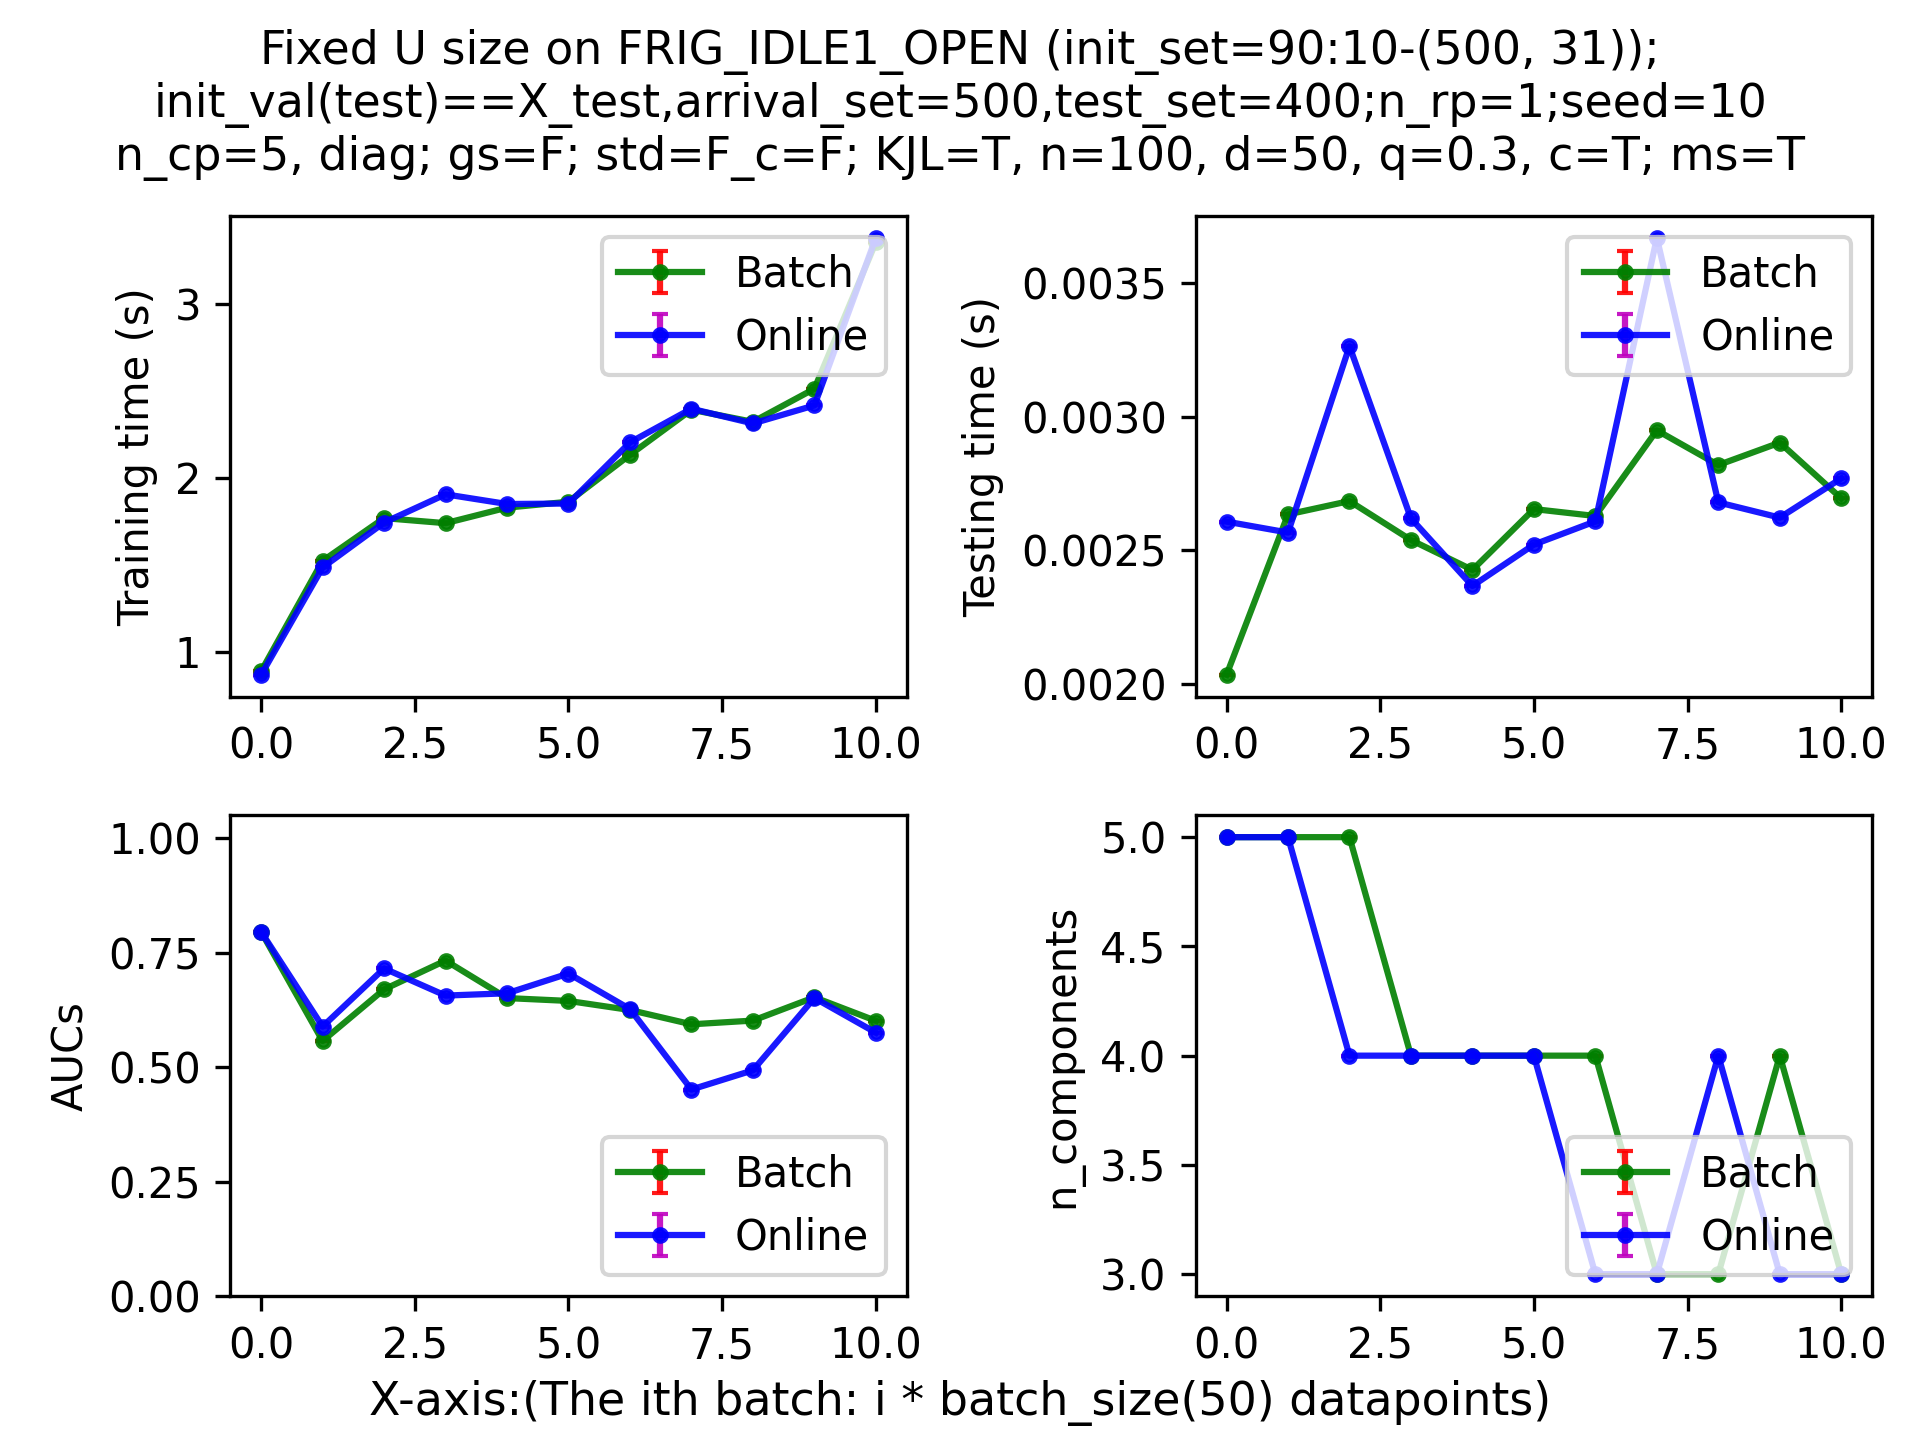 Fixed U size on FRIG_IDLE1_OPEN (init_set=90:10-(500, 31));
init_val(test)==X_test,arrival_set=500,test_set=400;n_rp=1;seed=10
n_cp=5, diag; gs=F; std=F_c=F; KJL=T, n=100, d=50, q=0.3, c=T; ms=T
Training time (s)
3
2
1
Batch
Online
0.0 2.5 5.0 7.5 10.0
Testing time (s)
0.0035
0.0030
0.0025
0.0020
Batch
Online
0.0 2.5 5.0 7.5 10.0
AUCs
1.00
0.75
0.50
0.25
0.00
Batch
Online
0.0 2.5 5.0 7.5 10.0
n_components
5.0
4.5
4.0
3.5
3.0
Batch
Online
0.0 2.5 5.0 7.5 10.0
X-axis:(The ith batch: i * batch_size(50) datapoints)